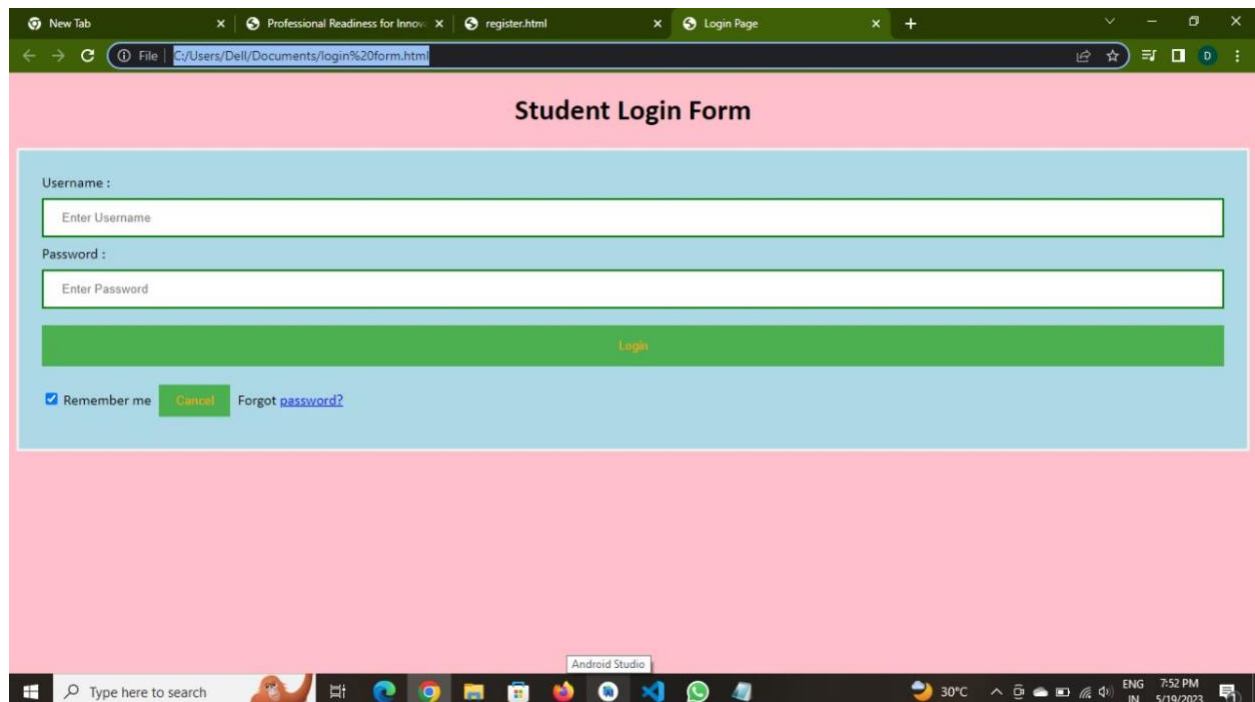 New Tab
Professional Readiness for Innov
register.html
Login Page
File
C:/Users/Dell/Documents/login%20form.html
D
Student Login Form
Username :
Enter Username
Password :
Enter Password
Login
Remember me Cancel Forgot password?
Android Studio
Type here to search
30°C
ENG
IN
7:52 PM
5/19/2023